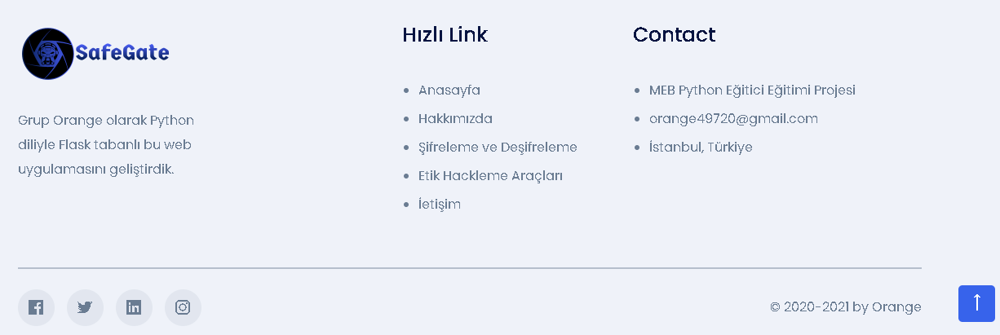 SafeGate
Grup Orange olarak Python
diliyle Flask tabanlı bu web
uygulamasını geliştirdik.
Hızlı Link
Anasayfa
Hakkımızda
Şifreleme ve Deşifreleme
Etik Hackleme Araçları
İletişim
Contact
MEB Python Eğitici Eğitimi Projesi
orange49720@gmail.com
İstanbul, Türkiye
© 2020-2021 by Orange